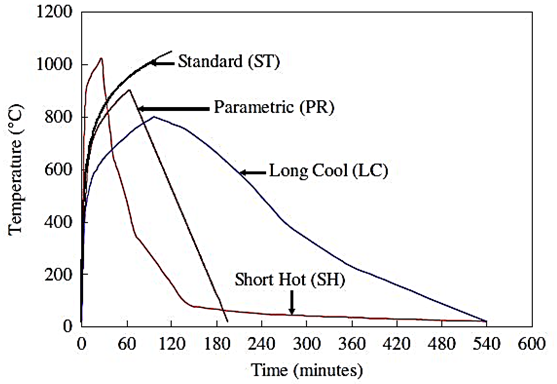 1200
1000
800
600
400
200
0
Temperature (°C)
Standard (ST)
Parametric (PR)
Long Cool (LC)
Short Hot (SH)
0 60 120 180 240 300 360 420 480 540 600
Time (minutes)